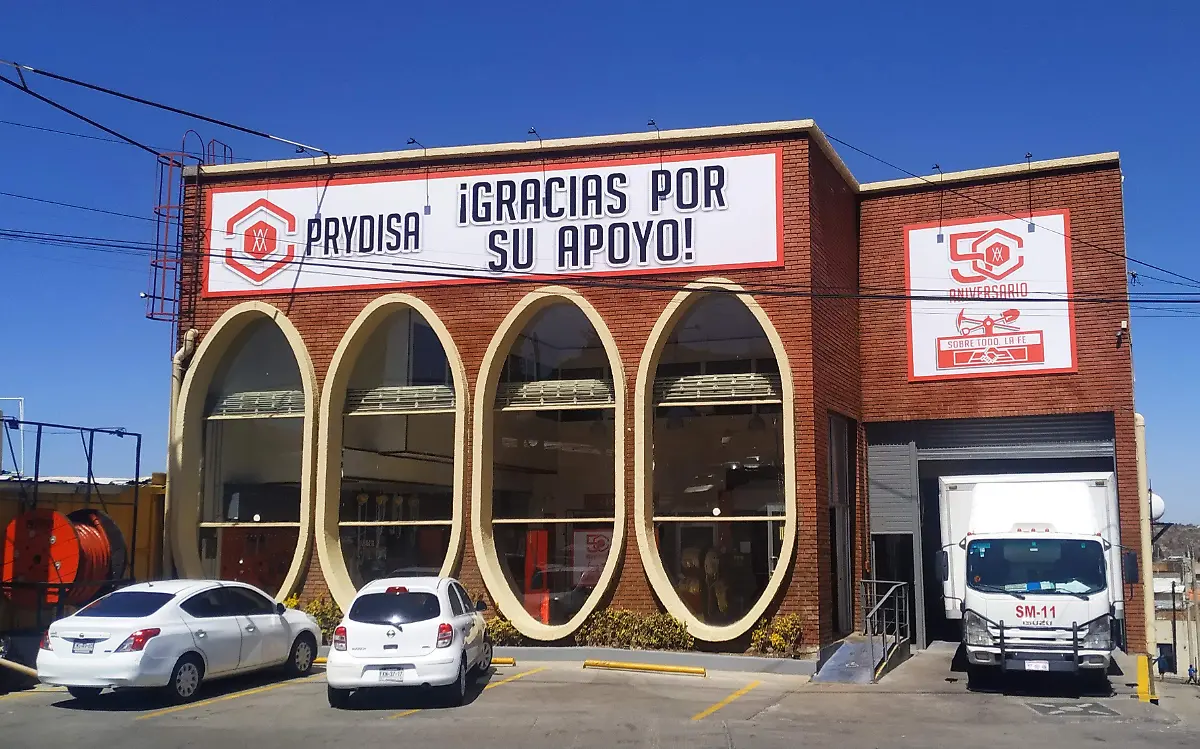 PRYDISA
¡GRACIAS POR
SU APOYO!
50
ANIVERSARIO
SOBRE TODO, LA FE
SM-11
ISUZU